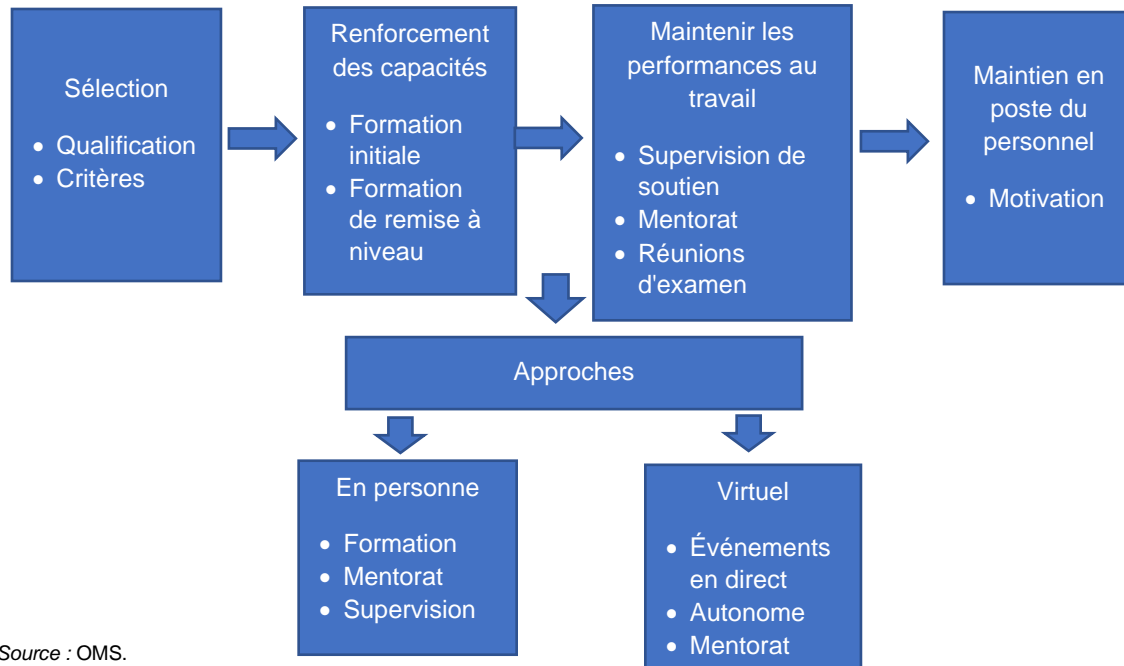 Sélection
• Qualification
• Critères
Renforcement
des capacités
• Formation
initiale
• Formation
de remise à
niveau
Maintenir les
performances au
travail
• Supervision de
soutien
• Mentorat
• Réunions
d'examen
Maintien en
poste du
personnel
• Motivation
Approches
En personne
• Formation
• Mentorat
• Supervision
Virtuel
• Événements
en direct
• Autonome
• Mentorat
Source : OMS.